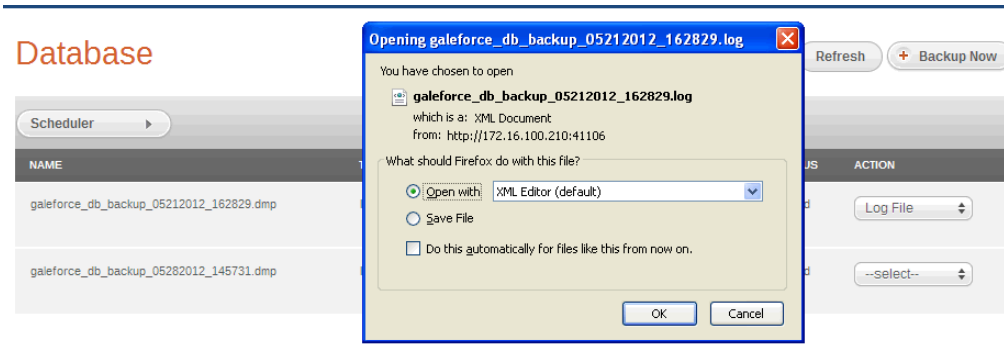 Database
Refresh
+ Backup Now
Scheduler
NAME
ACTION
galeforce_db_backup_05212012_162829.dmp
Log File
galeforce_db_backup_05282012_145731.dmp
--select--
Opening galeforce_db_backup_05212012_162829.log
You have chosen to open
galeforce_db_backup_05212012_162829.log
which is a: XML Document
from: http://172.16.100.210:41106
What should Firefox do with this file?
Open with XML Editor (default)
Save File
Do this automatically for files like this from now on.
OK Cancel